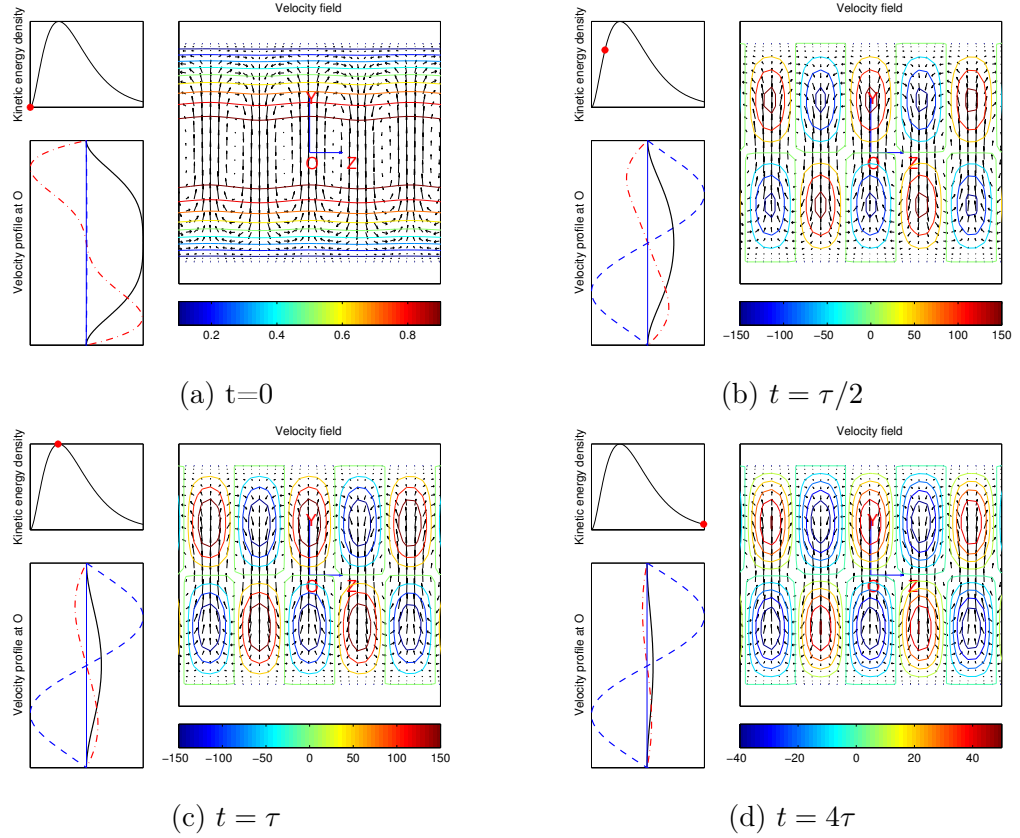 Velocity field
Kinetic energy density
Velocity profile at O
Y
O
Z
0.2 0.4 0.6 0.8
(a) t=0
Velocity field
Kinetic energy density
Velocity profile at O
Y
O
Z
−150 −100 −50 0 50 100 150
(b) t = τ/2
Velocity field
Kinetic energy density
Velocity profile at O
Y
O
Z
−150 −100 −50 0 50 100 150
(c) t = τ
Velocity field
Kinetic energy density
Velocity profile at O
Y
O
Z
−40 −20 0 20 40
(d) t = 4τ